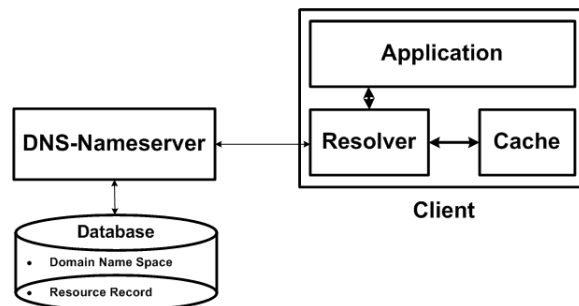 Application
DNS-Nameserver
Resolver
Cache
Client
Database
• Domain Name Space
• Resource Record